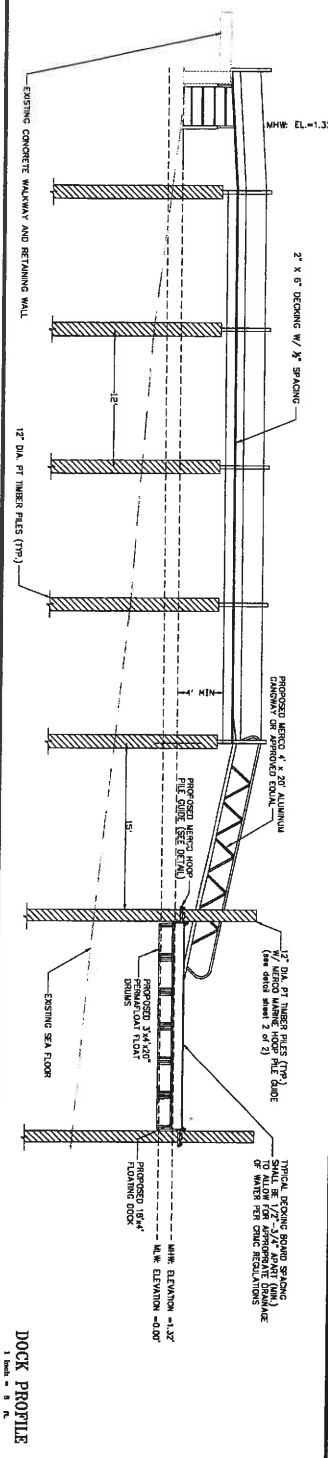 EXISTING CONCRETE WALKWAY AND RETAINING WALL
MHW: EL.=1.32
2" X 6" DECKING W/ SPACING
12'
12" DIA. PT TIMBER PILES (TYP.)
4' MIN
PROPOSED MERCO 4' x 20' ALUMINUM
GANGWAY OR APPROVED EQUAL
15'
PROPOSED MERCO HOOP
PILE GUIDE (SEE DETAIL)
12" DIA. PT TIMBER PILES (TYP.)
W/ MERCO MARINE HOOP PILE GUIDE
(see detail sheet 2 of 2)
PROPOSED 3'x4'x20"
PERMAFLOAT FLOAT
DRUMS
EXISTING SEA FLOOR
TYPICAL DECKING BOARD SPACING
SHALL BE 1/2"-3/4" APART (MIN.)
TO ALLOW FOR APPROPRIATE DRAINAGE
OF WATER PER CRMC REGULATIONS
PROPOSED 18'x4'
FLOATING DOCK
MHW: ELEVATION =1.32'
MLW: ELEVATION =0.00'
DOCK PROFILE
1 inch = ft.